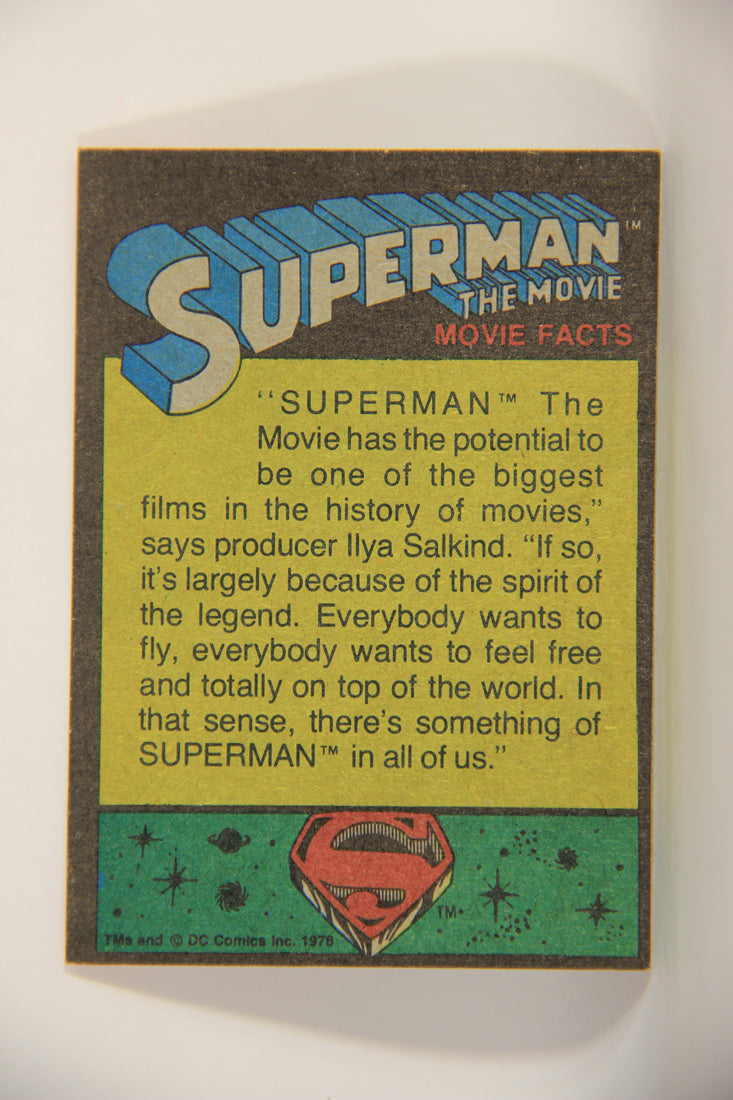 SUPERMAN™
THE MOVIE
MOVIE FACTS
“SUPERMAN™ The
Movie has the potential to
be one of the biggest
films in the history of movies,”
says producer Ilya Salkind. “If so,
it’s largely because of the spirit of
the legend. Everybody wants to
fly, everybody wants to feel free
and totally on top of the world. In
that sense, there’s something of
SUPERMAN™ in all of us.”
S
TM
TMs and © DC Comics Inc. 1978